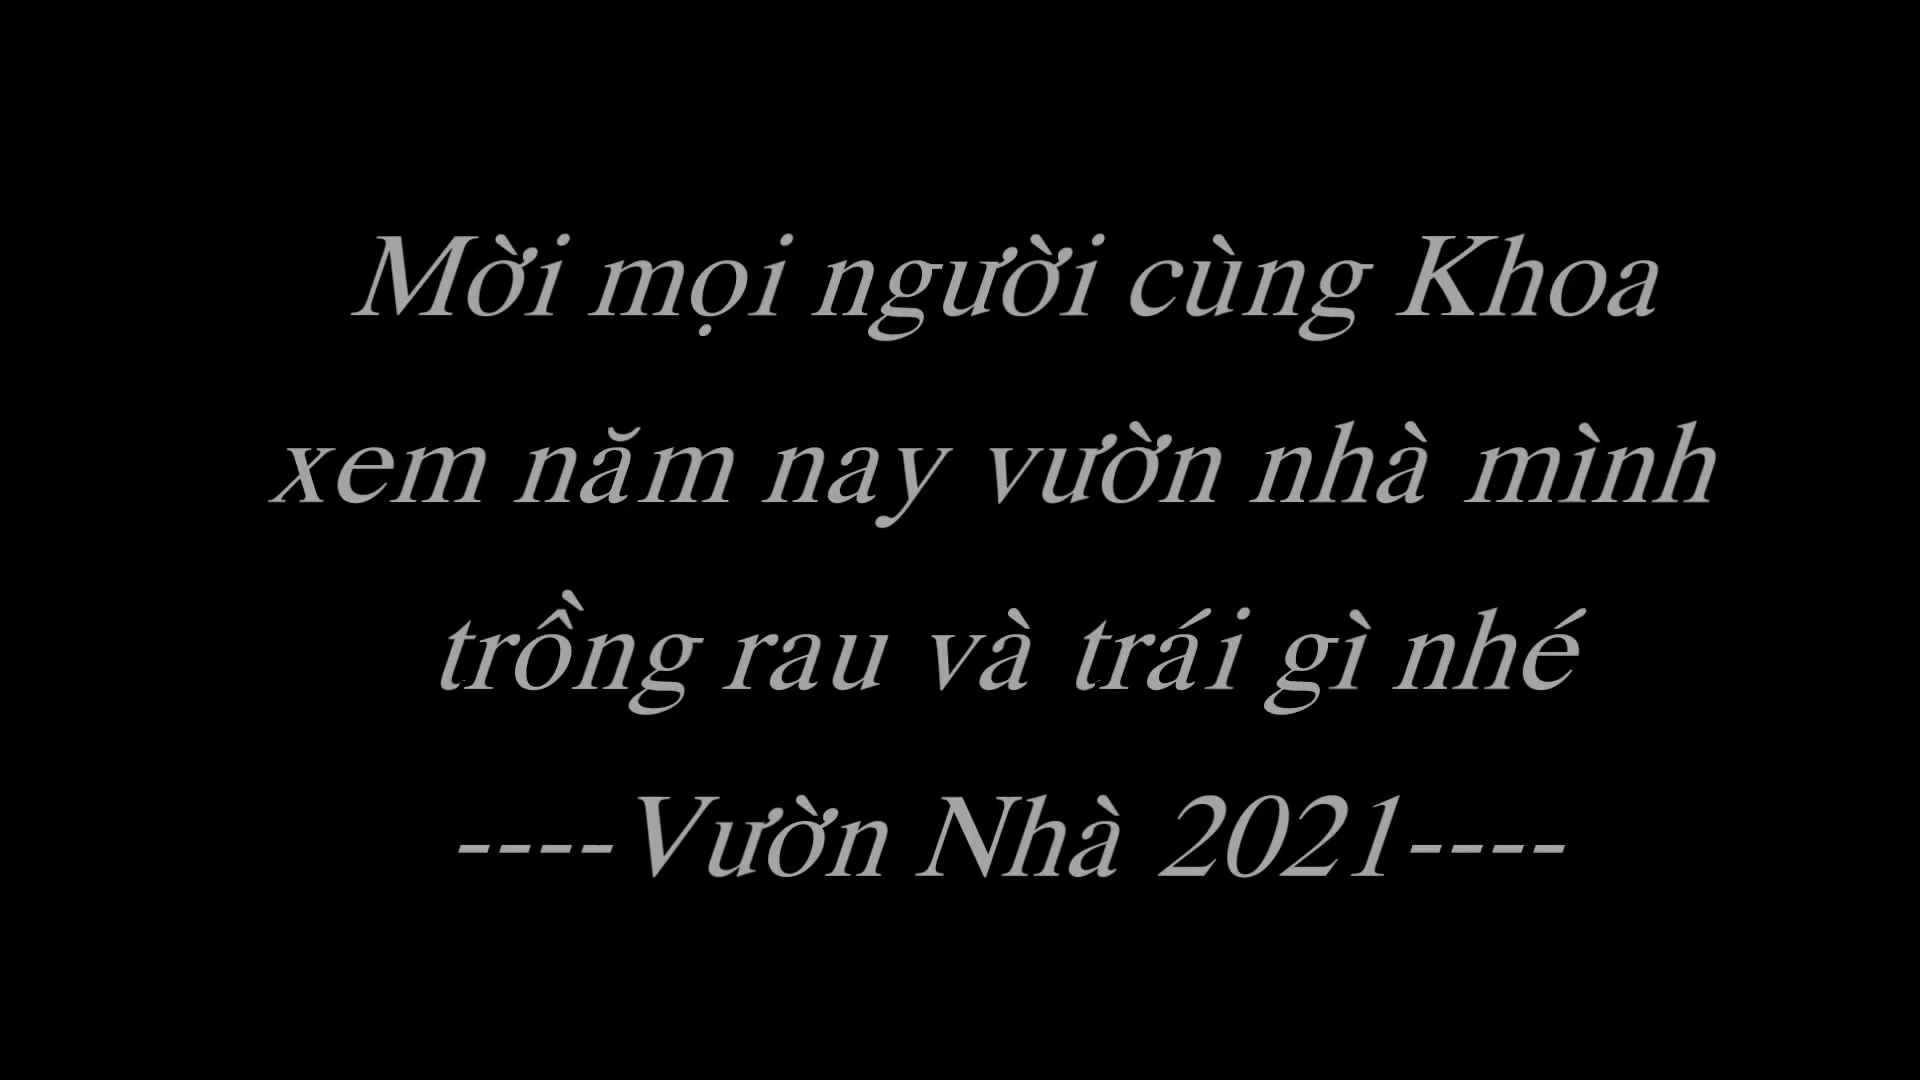 Mời mọi người cùng Khoa
xem năm nay vườn nhà mình
trồng rau và trái gì nhé
----Vườn Nhà 2021----